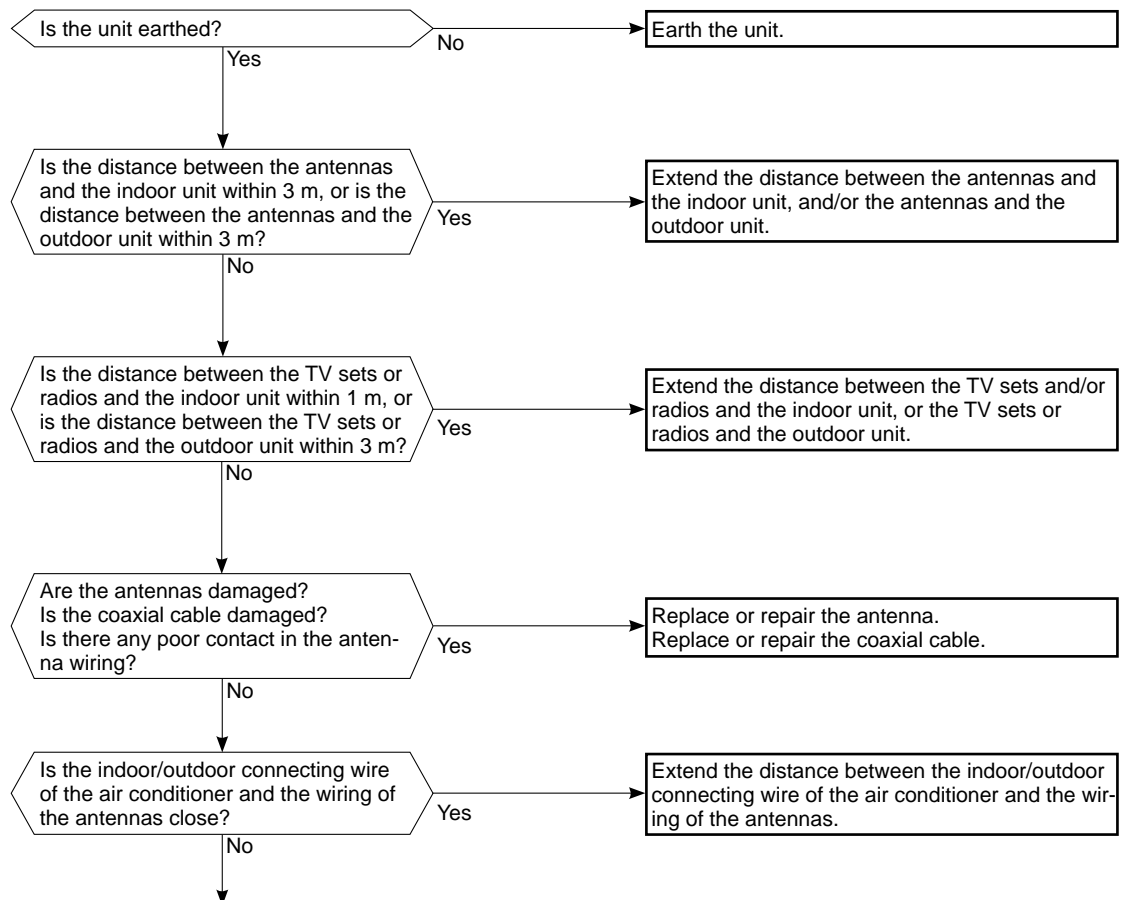 Is the unit earthed?
No
Earth the unit.
Yes
Is the distance between the antennas
and the indoor unit within 3 m, or is the
distance between the antennas and the
outdoor unit within 3 m?
Yes
Extend the distance between the antennas and
the indoor unit, and/or the antennas and the
outdoor unit.
No
Is the distance between the TV sets or
radios and the indoor unit within 1 m, or
is the distance between the TV sets or
radios and the outdoor unit within 3 m?
Yes
Extend the distance between the TV sets and/or
radios and the indoor unit, or the TV sets or
radios and the outdoor unit.
No
Are the antennas damaged?
Is the coaxial cable damaged?
Is there any poor contact in the anten-
na wiring?
Yes
Replace or repair the antenna.
Replace or repair the coaxial cable.
No
Is the indoor/outdoor connecting wire
of the air conditioner and the wiring of
the antennas close?
Yes
Extend the distance between the indoor/outdoor
connecting wire of the air conditioner and the wir-
ing of the antennas.
No